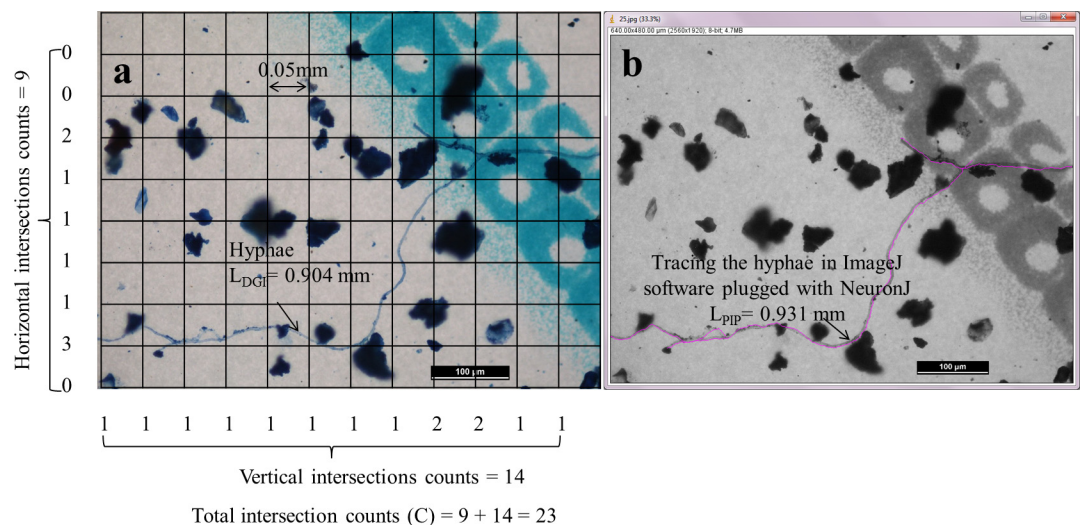 a
0.05mm
Horizontal intersections counts = 9
0
0
2
1
1
1
1
3
0
Hyphae
L_DGI= 0.904 mm
100 µm
1 1 1 1 1 1 1 1 2 2 1 1
Vertical intersections counts = 14
Total intersection counts (C) = 9 + 14 = 23
25.jpg (33.3%)
640.00x480.00 µm (2560x1920); 8-bit; 4.7MB
b
Tracing the hyphae in ImageJ
software plugged with NeuronJ
L_PIP= 0.931 mm
100 µm